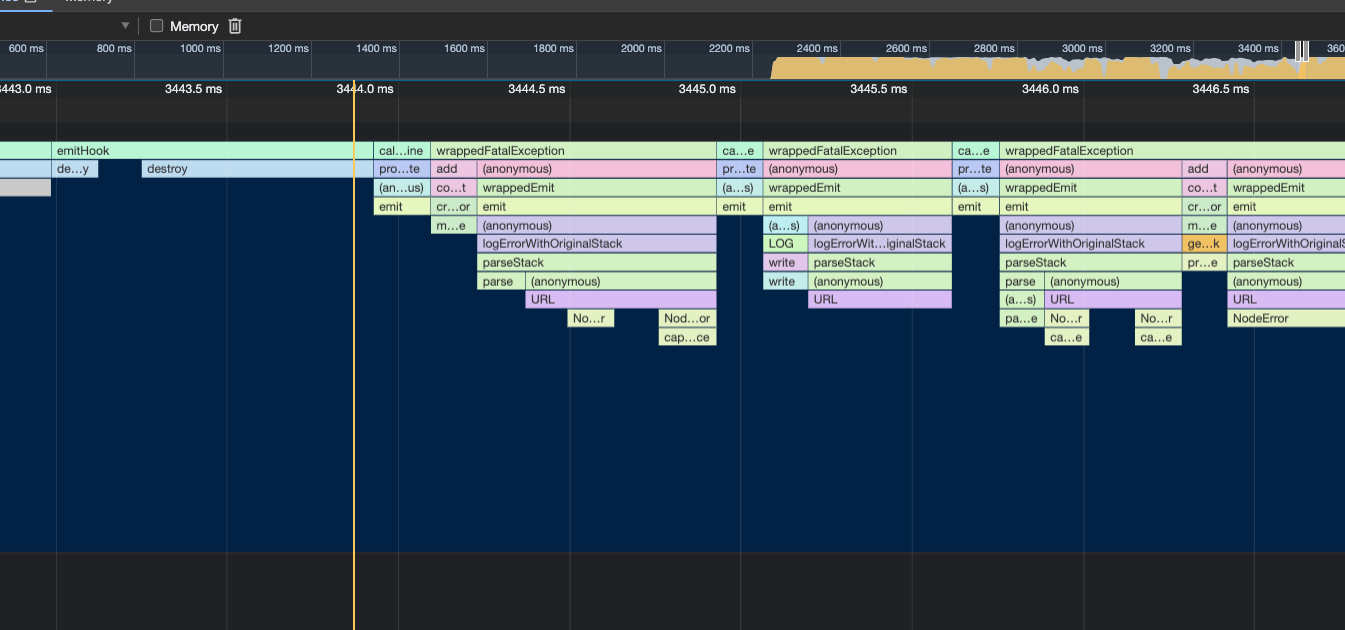 Memory
Memory
600 ms 800 ms 1000 ms 1200 ms 1400 ms 1600 ms 1800 ms 2000 ms 2200 ms 2400 ms 2600 ms 2800 ms 3000 ms 3200 ms 3400 ms 360
3443.0 ms 3443.5 ms 3444.0 ms 3444.5 ms 3445.0 ms 3445.5 ms 3446.0 ms 3446.5 ms
emitHook cal…ine wrappedFatalException ca…e wrappedFatalException ca…e wrappedFatalException
de…y destroy pro…te add (anonymous) pr…te (anonymous) pr…te (anonymous) add (anonymous)
(an…us) co…t wrappedEmit (a…s) wrappedEmit (a…s) wrappedEmit co…t wrappedEmit
emit cr…or emit emit emit emit emit cr…or emit
m…e (anonymous) (a…s) (anonymous) (anonymous) m…e (anonymous)
logErrorWithOriginalStack LOG logErrorWit…iginalStack logErrorWithOriginalStack ge…k logErrorWithOriginalS
parseStack write parseStack parseStack pr…e parseStack
parse (anonymous) write (anonymous) parse (anonymous) (anonymous)
URL URL (a…s) URL URL
No…r Nod…or pa…e No…r No…r NodeError
cap…ce ca…e ca…e